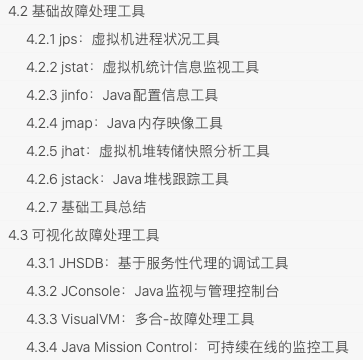 4.2 基础故障处理工具
4.2.1 jps：虚拟机进程状况工具
4.2.2 jstat：虚拟机统计信息监视工具
4.2.3 jinfo：Java配置信息工具
4.2.4 jmap：Java内存映像工具
4.2.5 jhat：虚拟机堆转储快照分析工具
4.2.6 jstack：Java堆栈跟踪工具
4.2.7 基础工具总结
4.3 可视化故障处理工具
4.3.1 JHSDB：基于服务性代理的调试工具
4.3.2 JConsole：Java监视与管理控制台
4.3.3 VisualVM：多合-故障处理工具
4.3.4 Java Mission Control：可持续在线的监控工具